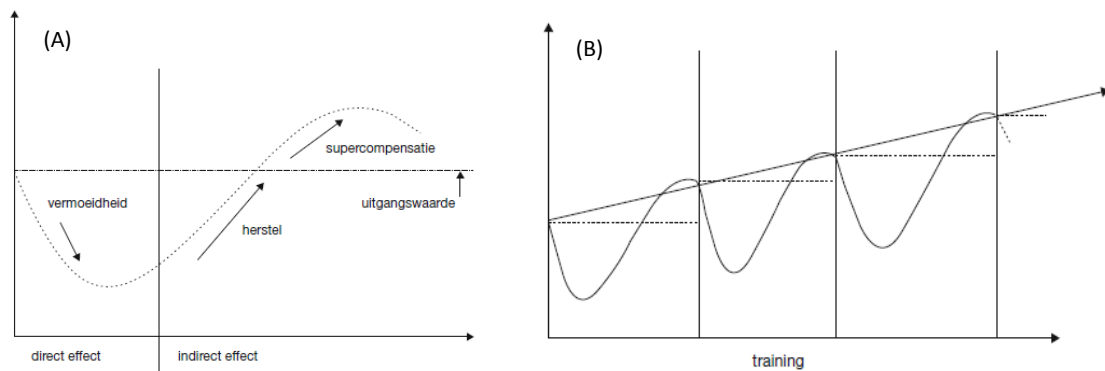 (A)
supercompensatie
vermoeidheid
uitgangswaarde
herstel
direct effect
indirect effect
(B)
training